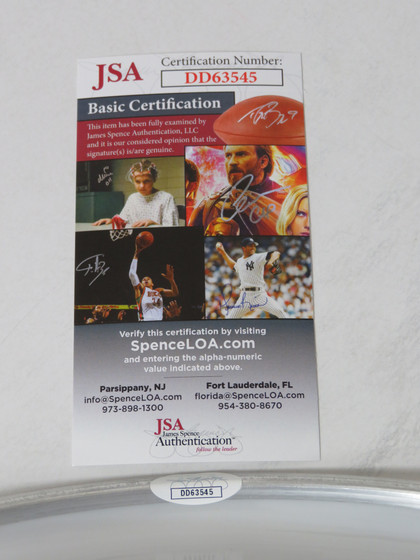 JSA
Certification Number:
DD63545
Basic Certification
This item has been fully examined by
James Spence Authentication, LLC
and it is our considered opinion that the
signature(s) is/are genuine.
Verify this certification by visiting
SpenceLOA.com
and entering the alpha-numeric
value indicated above.
Parsippany, NJ
info@SpenceLOA.com
973-898-1300
Fort Lauderdale, FL
florida@SpenceLOA.com
954-380-8670
JSA
James Spence
Authentication
follow the leader
DD63545